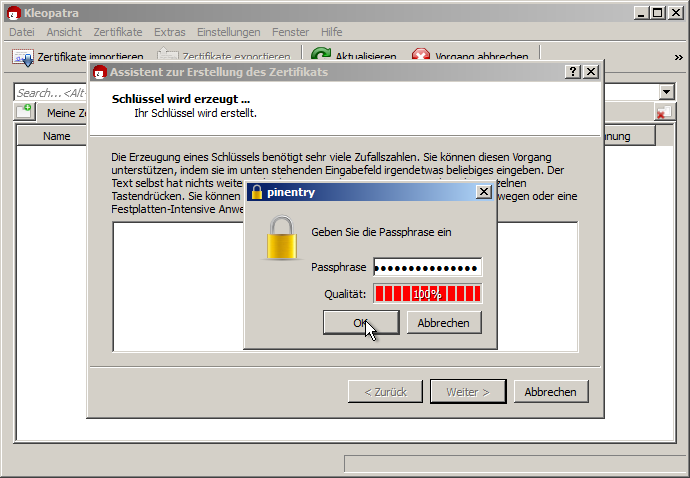 Kleopatra
Datei Ansicht Zertifikate Extras Einstellungen Fenster Hilfe
Zertifikate importieren Zertifikate exportieren Aktualisieren Vorgang abbrechen »
Assistent zur Erstellung des Zertifikats
Search...<Alt+
Schlüssel wird erzeugt ...
Ihr Schlüssel wird erstellt.
Meine Ze
Name
nnung
Die Erzeugung eines Schlüssels benötigt sehr viele Zufallszahlen. Sie können diesen Vorgang
unterstützen, indem sie im unten stehenden Eingabefeld irgendetwas beliebiges eingeben. Der
Text selbst hat nichts weite zelnen
Tastendrücken. Sie können wegen oder eine
Festplatten-Intensive Anwe
pinentry
Geben Sie die Passphrase ein
Passphrase ●●●●●●●●●●●●●●●
Qualität: 100%
OK Abbrechen
< Zurück Weiter > Abbrechen